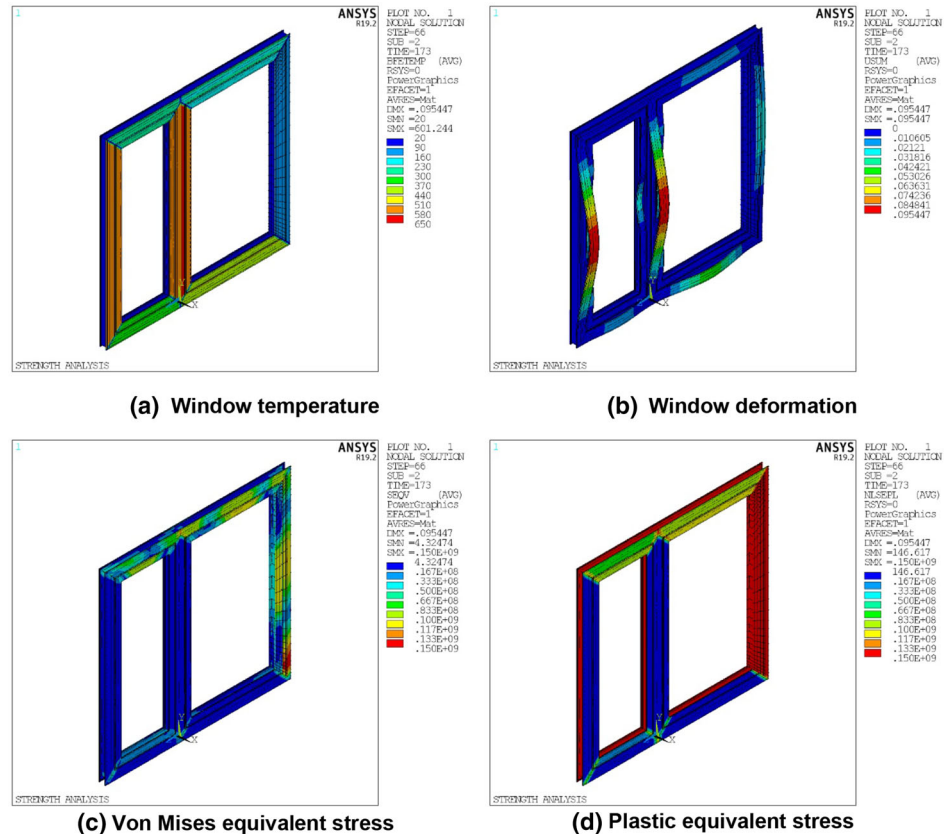 1
ANSYS
R19.2
PLOT NO. 1
NODAL SOLUTION
STEP=66
SUB =2
TIME=173
BFETEMP (AVG)
RSYS=0
PowerGraphics
EFACET=1
AVRES=Mat
DMX =.095447
SMN =20
SMX =601.244
20
90
160
230
300
370
440
510
580
650
Y
X
STRENGTH ANALYSIS
(a) Window temperature
1
ANSYS
R19.2
PLOT NO. 1
NODAL SOLUTION
STEP=66
SUB =2
TIME=173
USUM (AVG)
RSYS=0
PowerGraphics
EFACET=1
AVRES=Mat
DMX =.095447
SMX =.095447
0
.010605
.02121
.031816
.042421
.053026
.063631
.074236
.084841
.095447
Y
Z
X
STRENGTH ANALYSIS
(b) Window deformation
1
ANSYS
R19.2
PLOT NO. 1
NODAL SOLUTION
STEP=66
SUB =2
TIME=173
SEQV (AVG)
PowerGraphics
EFACET=1
AVRES=Mat
DMX =.095447
SMN =4.32474
SMX =.150E+09
4.32474
.167E+08
.333E+08
.500E+08
.667E+08
.833E+08
.100E+09
.117E+09
.133E+09
.150E+09
Y
X
STRENGTH ANALYSIS
(c) Von Mises equivalent stress
1
ANSYS
R19.2
PLOT NO. 1
NODAL SOLUTION
STEP=66
SUB =2
TIME=173
NLSEPL (AVG)
RSYS=0
PowerGraphics
EFACET=1
AVRES=Mat
DMX =.095447
SMN =146.617
SMX =.150E+09
146.617
.167E+08
.333E+08
.500E+08
.667E+08
.833E+08
.100E+09
.117E+09
.133E+09
.150E+09
Y
X
STRENGTH ANALYSIS
(d) Plastic equivalent stress